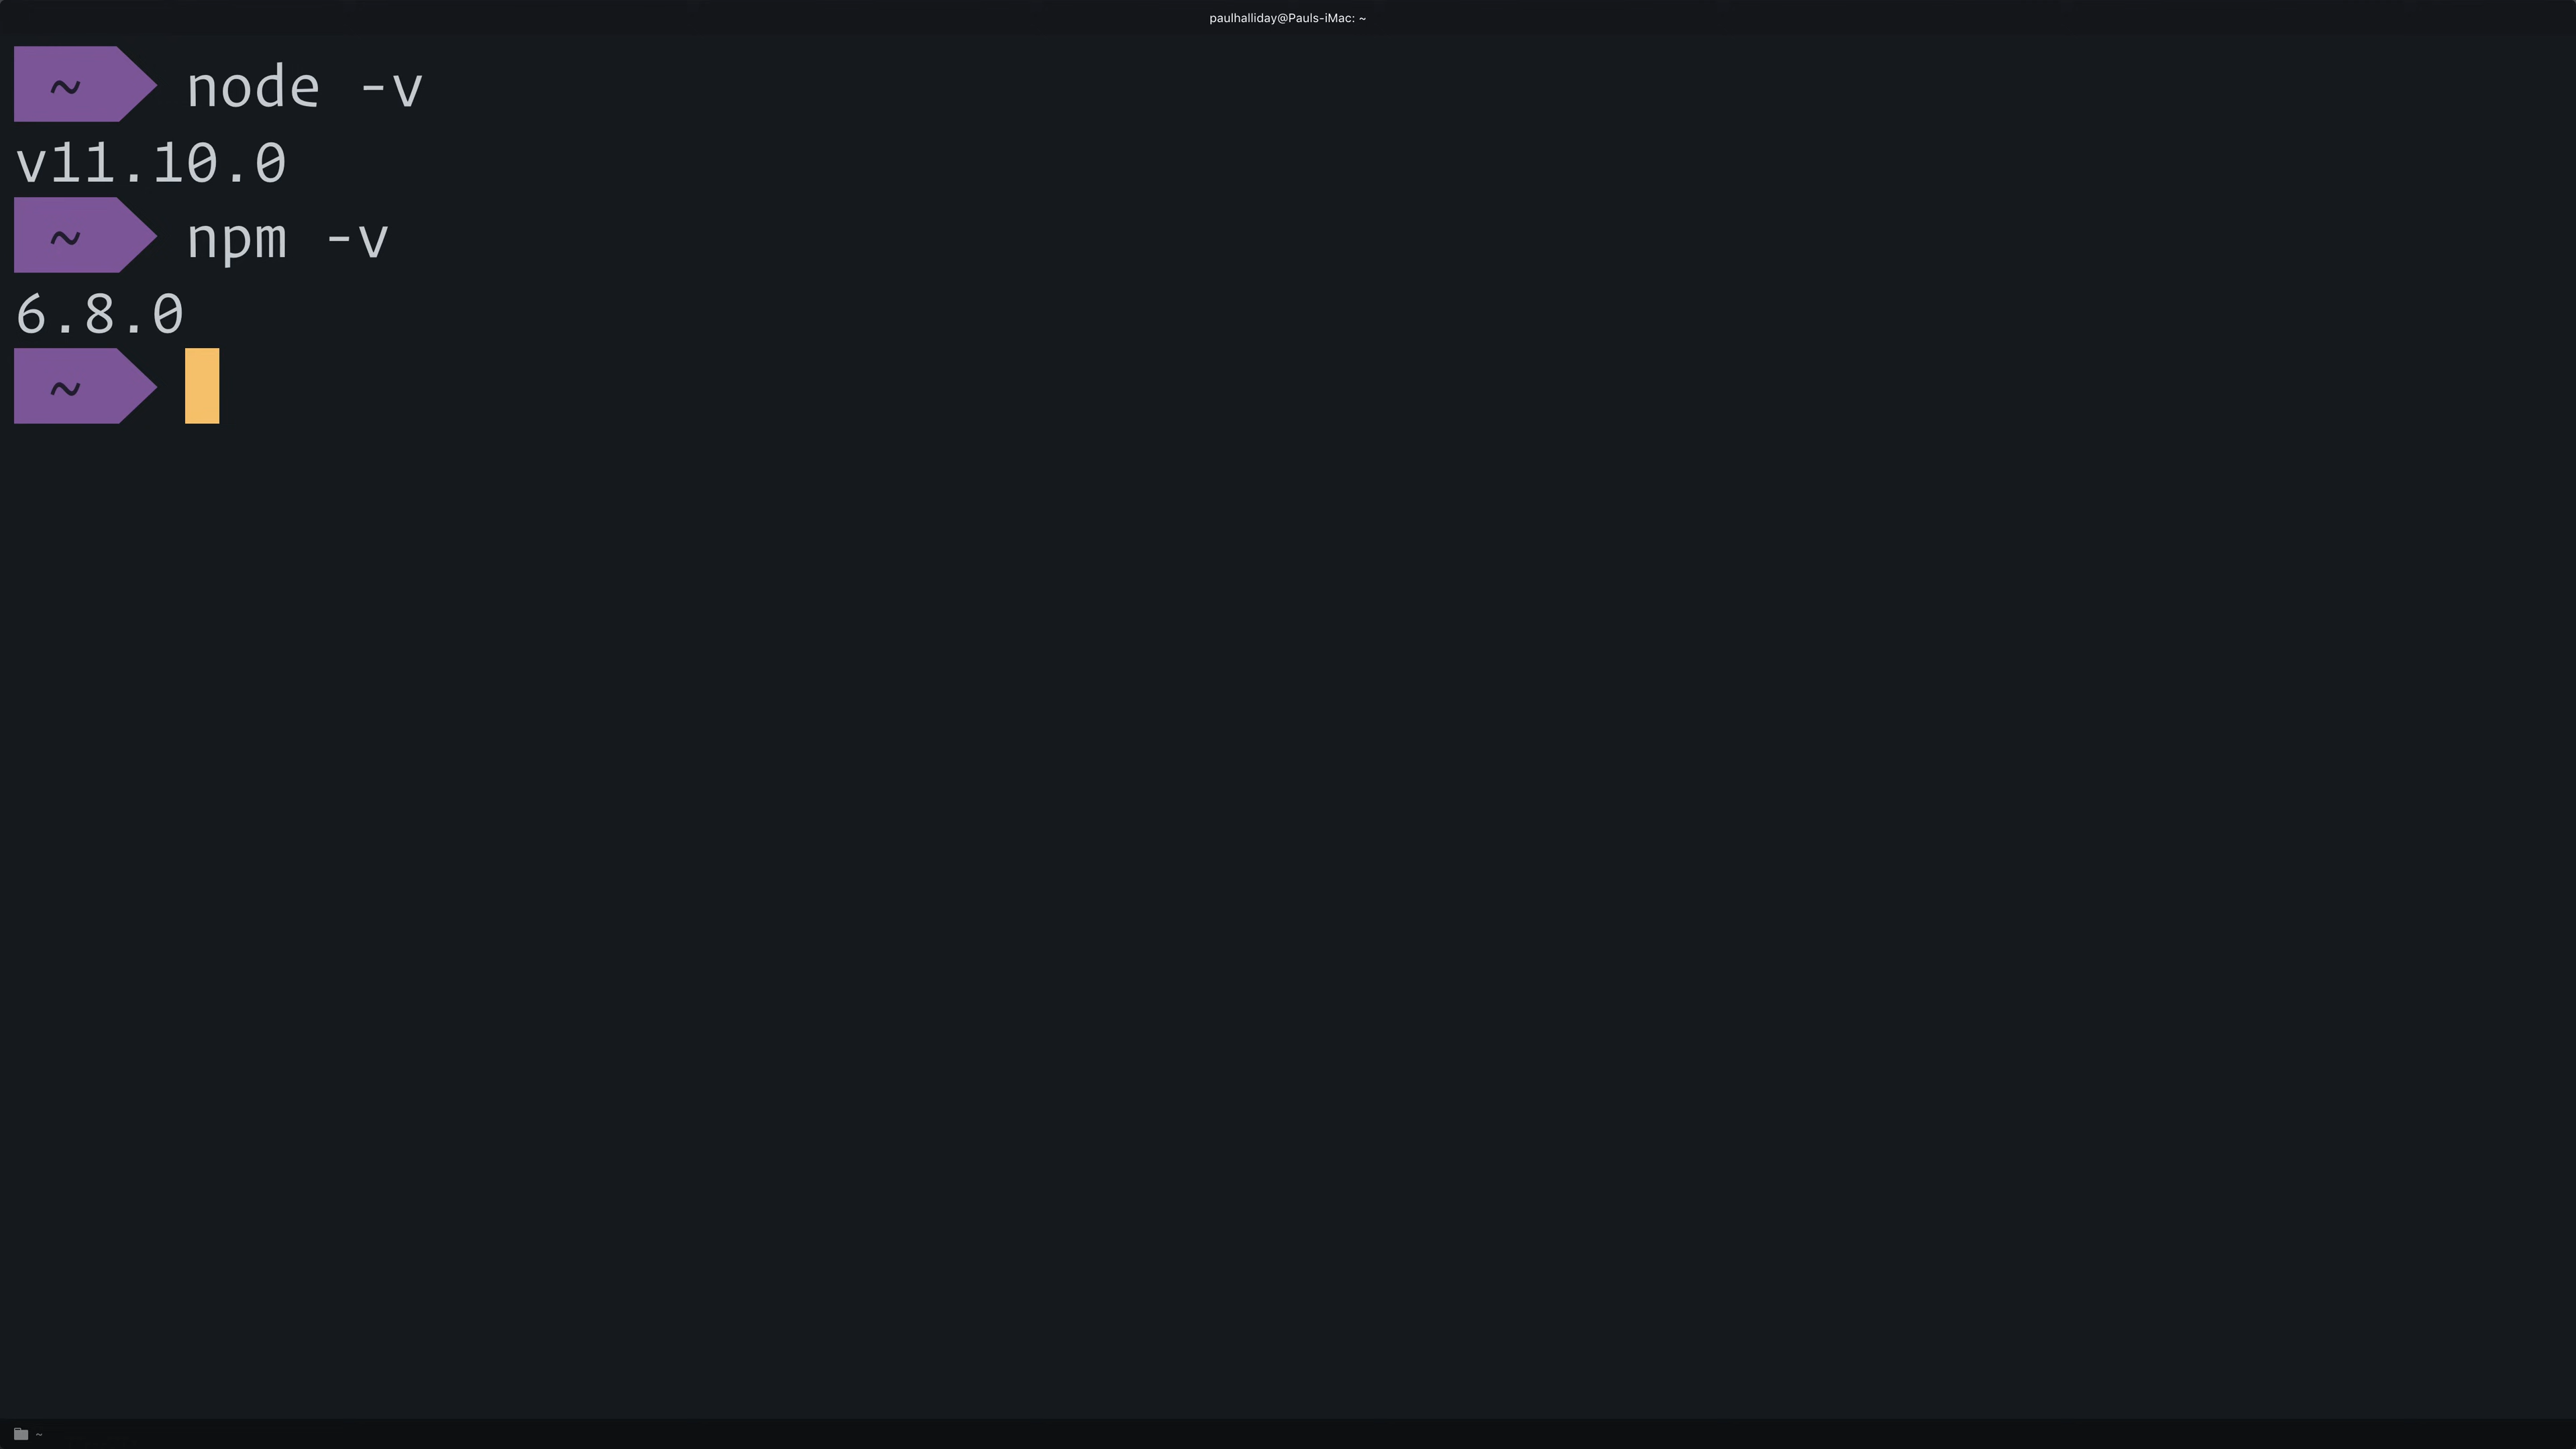 paulhalliday@Pauls-iMac: ~
~ node -v
v11.10.0
~ npm -v
6.8.0
~
~